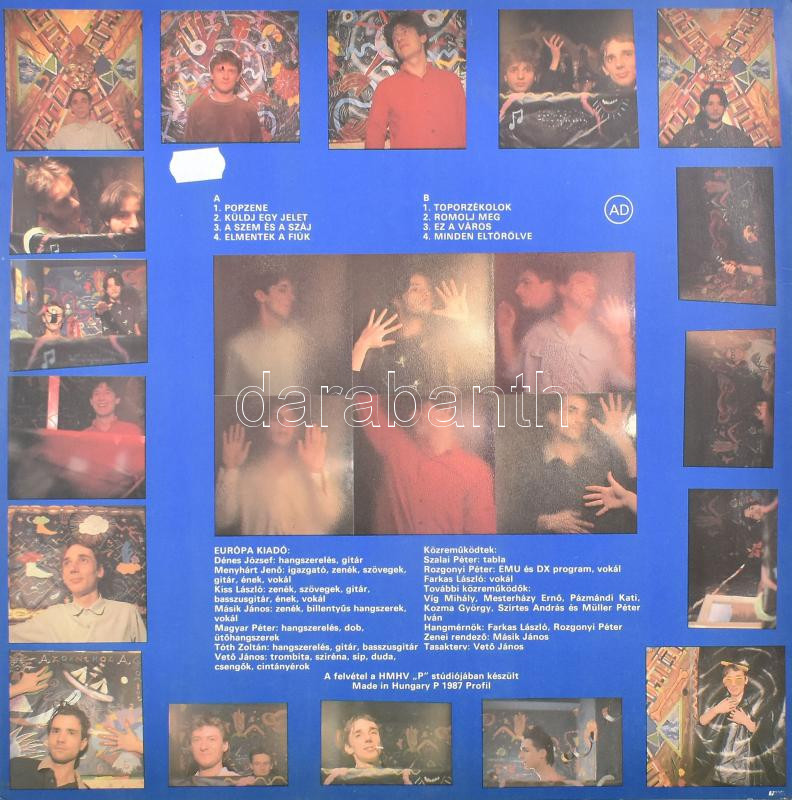 A
1. POPZENE
2. KÜLDJ EGY JELET
3. A SZEM ÉS A SZÁJ
4. ELMENTEK A FIÚK
B
1. TOPORZÉKOLOK
2. ROMOLJ MEG
3. EZ A VÁROS
4. MINDEN ELTÖRÖLVE
AD
darabanth
EURÓPA KIADÓ:
Dénes József: hangszerelés, gitár
Menyhárt Jenő: igazgató, zenék, szövegek,
gitár, ének, vokál
Kiss László: zenék, szövegek, gitár,
basszusgitár, ének, vokál
Másik János: zenék, billentyűs hangszerek,
vokál
Magyar Péter: hangszerelés, dob,
ütőhangszerek
Tóth Zoltán: hangszerelés, gitár, basszusgitár
Vető János: trombita, sziréna, síp, duda,
csengők, cintányérok
Közreműködtek:
Szalai Péter: tabla
Rozgonyi Péter: EMU és DX program, vokál
Farkas László: vokál
További közreműködők:
Víg Mihály, Mesterházy Ernő, Pázmándi Kati,
Kozma György, Szirtes András és Müller Péter
Iván
Hangmérnök: Farkas László, Rozgonyi Péter
Zenei rendező: Másik János
Tasakterv: Vető János
A felvétel a HMHV „P” stúdiójában készült
Made in Hungary P 1987 Profil